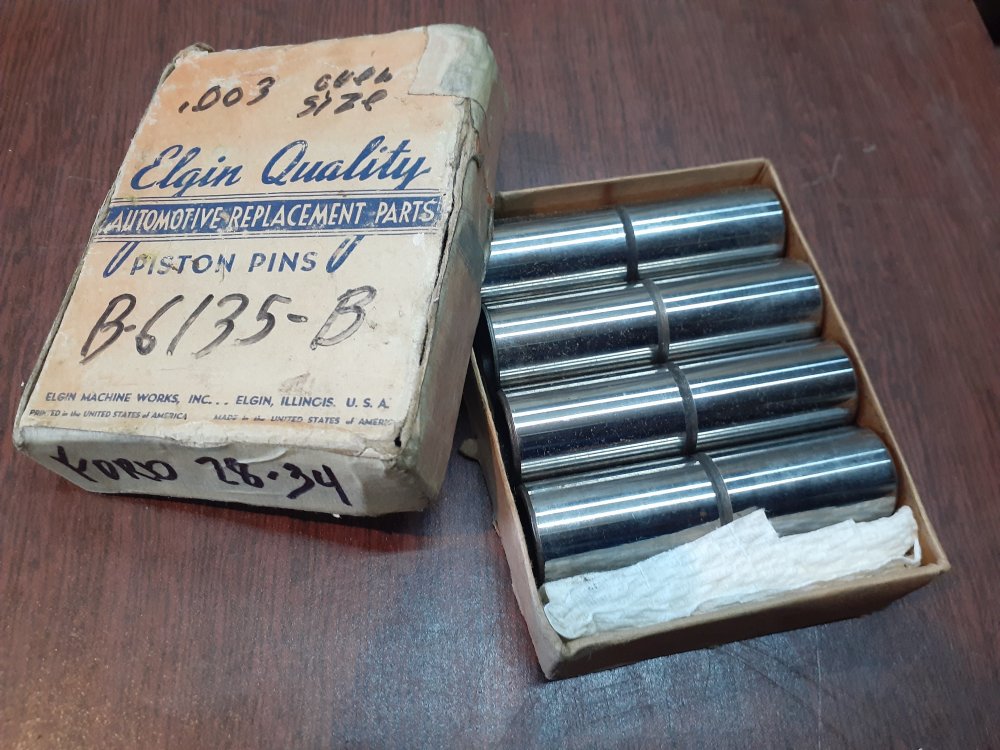 .003 over
size
Elgin Quality
AUTOMOTIVE REPLACEMENT PARTS
PISTON PINS
B-6135-B
ELGIN MACHINE WORKS, INC... ELGIN, ILLINOIS. U. S. A.
PRINTED in the UNITED STATES of AMERICA MADE in the UNITED STATES of AMERIC
FORD 28-34